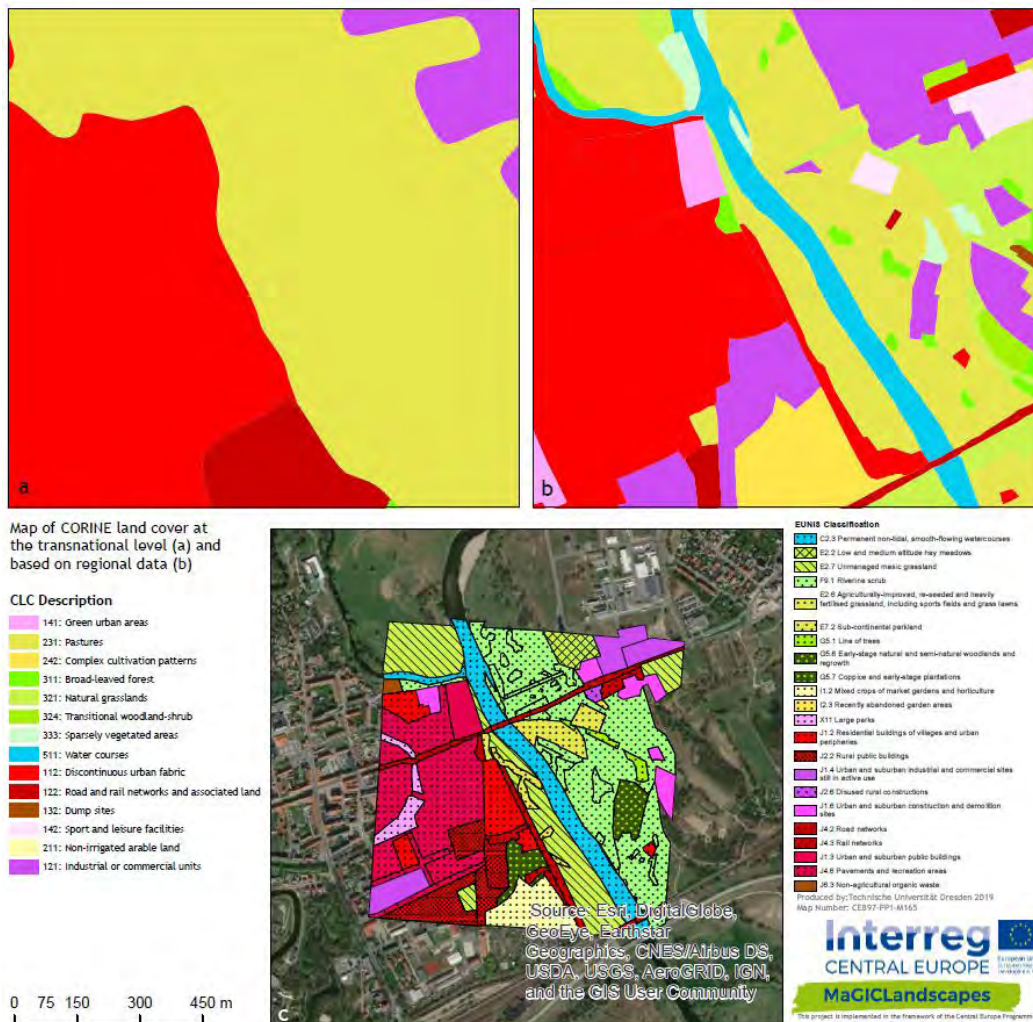 a
b
Map of CORINE land cover at
the transnational level (a) and
based on regional data (b)
CLC Description
141: Green urban areas
231: Pastures
242: Complex cultivation patterns
311: Broad-leaved forest
321: Natural grasslands
324: Transitional woodland-shrub
333: Sparsely vegetated areas
511: Water courses
112: Discontinuous urban fabric
122: Road and rail networks and associated land
132: Dump sites
142: Sport and leisure facilities
211: Non-irrigated arable land
121: Industrial or commercial units
0 75 150 300 450 m
Source: Esri, DigitalGlobe,
GeoEye, Earthstar
Geographics, CNES/Airbus DS,
USDA, USGS, AeroGRID, IGN,
and the GIS User Community
c
EUNIS Classification
C2.3 Permanent non-tidal, smooth-flowing watercourses
E2.2 Low and medium altitude hay meadows
E2.7 Unmanaged mesic grassland
F9.1 Riverine scrub
E2.6 Agriculturally-improved, re-seeded and heavily
fertilised grassland, including sports fields and grass lawns
E7.2 Sub-continental parkland
G5.1 Line of trees
G5.6 Early-stage natural and semi-natural woodlands and
regrowth
G5.7 Coppice and early-stage plantations
I1.2 Mixed crops of market gardens and horticulture
I2.3 Recently abandoned garden areas
X11 Large parks
J1.2 Residential buildings of villages and urban
peripheries
J2.2 Rural public buildings
J1.4 Urban and suburban industrial and commercial sites
still in active use
J2.6 Disused rural constructions
J1.6 Urban and suburban construction and demolition
sites
J4.2 Road networks
J4.3 Rail networks
J1.3 Urban and suburban public buildings
J4.6 Pavements and recreation areas
J6.3 Non-agricultural organic waste
Produced by:Technische Universität Dresden 2019
Map Number: CE897-PP1-M165
Interreg
CENTRAL EUROPE
MaGICLandscapes
This project is implemented in the framework of the Central Europe Programm